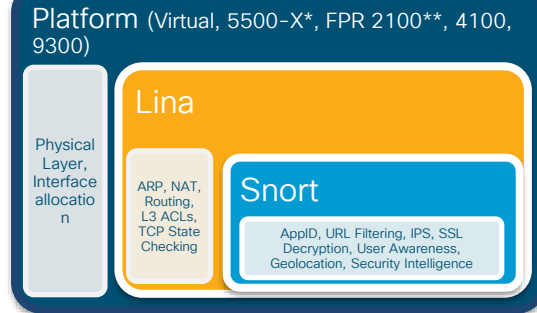 Platform (Virtual, 5500-X*, FPR 2100**, 4100,
9300)
Physical
Layer,
Interface
allocatio
n
Lina
ARP, NAT,
Routing,
L3 ACLs,
TCP State
Checking
Snort
AppID, URL Filtering, IPS, SSL
Decryption, User Awareness,
Geolocation, Security Intelligence